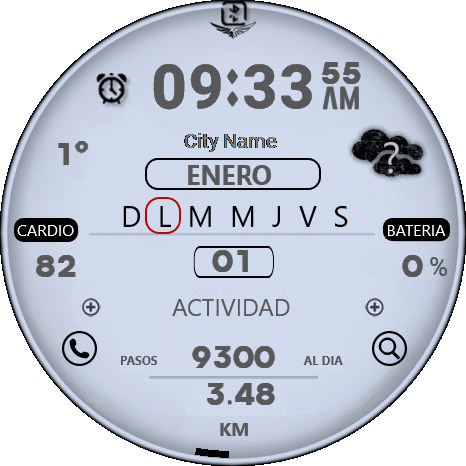 09:33 55 AM
City Name
1°
?
ENERO
D L M M J V S
CARDIO
BATERIA
82
01
0 %
ACTIVIDAD
PASOS 9300 AL DIA
3.48
KM